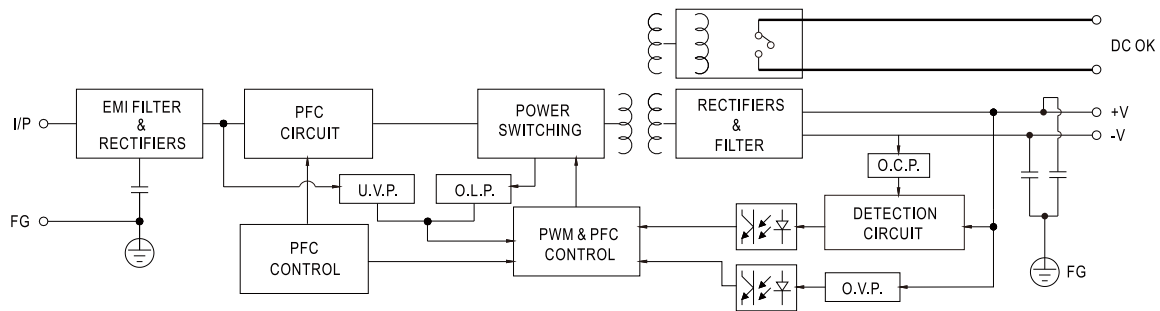 DC OK
I/P
EMI FILTER
&
RECTIFIERS
PFC
CIRCUIT
POWER
SWITCHING
RECTIFIERS
&
FILTER
+V
-V
O.C.P.
U.V.P.
O.L.P.
FG
PFC
CONTROL
PWM & PFC
CONTROL
DETECTION
CIRCUIT
FG
O.V.P.